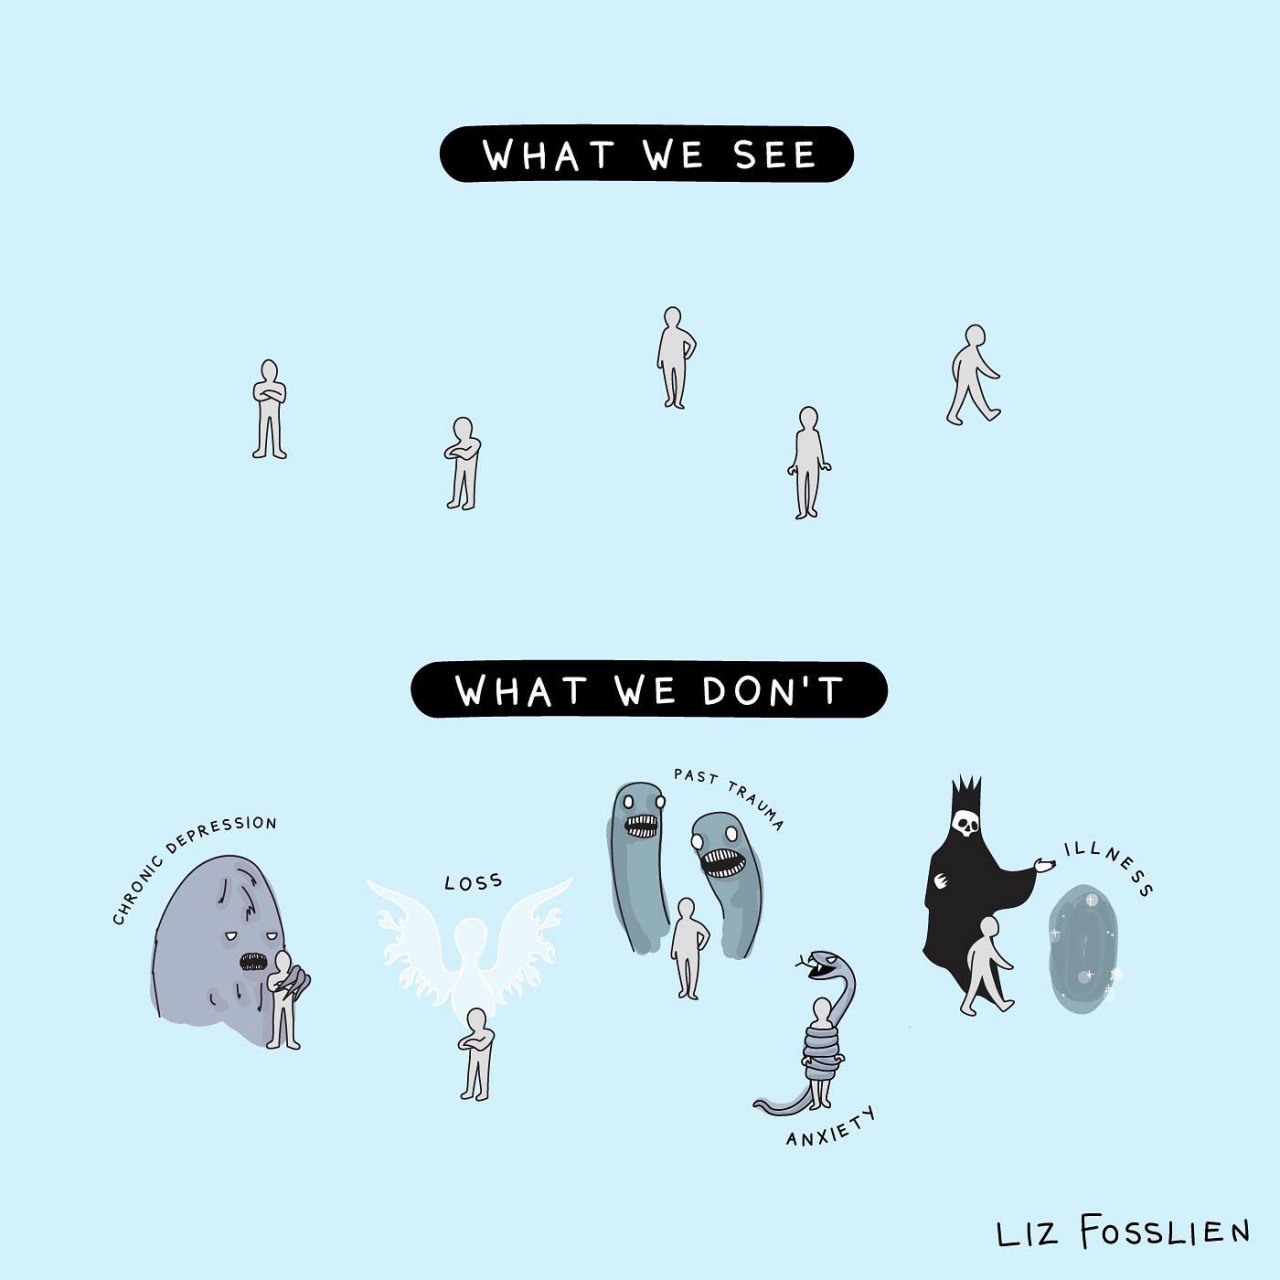 WHAT WE SEE
WHAT WE DON'T
CHRONIC DEPRESSION
LOSS
PAST TRAUMA
ANXIETY
ILLNESS
LIZ FOSSLIEN